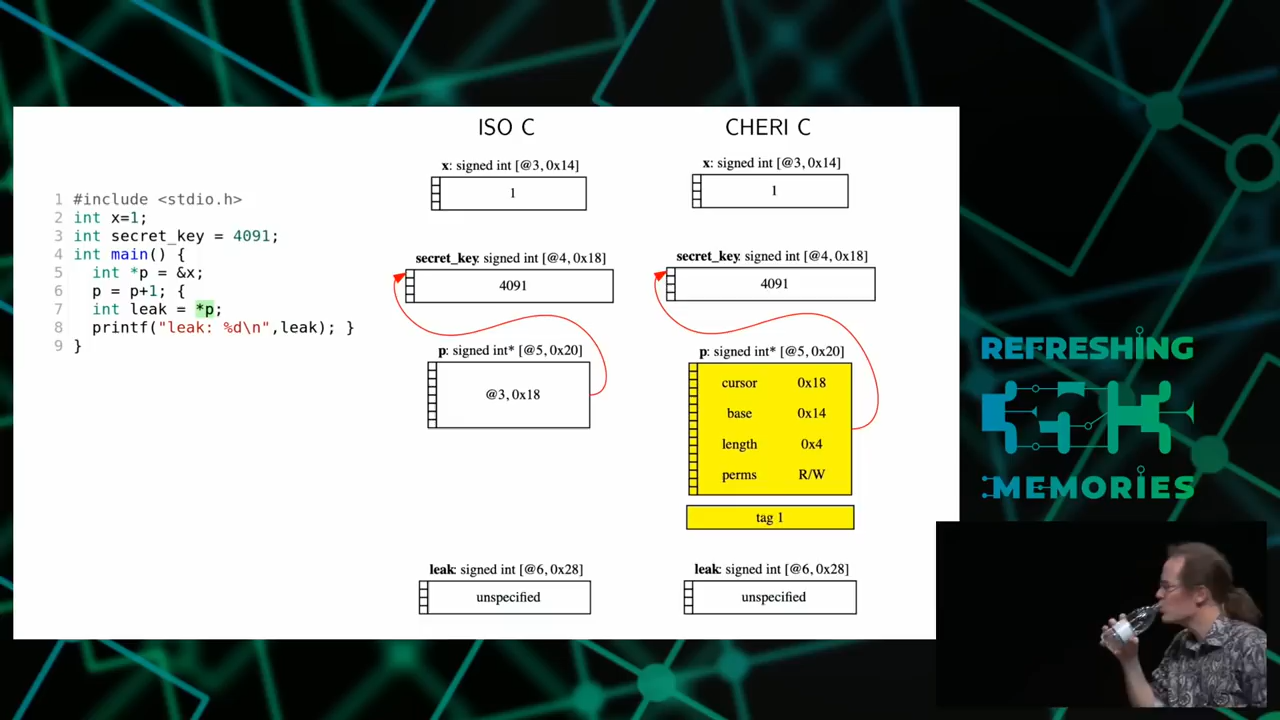 ISO C
CHERI C
1 #include <stdio.h>
2 int x=1;
3 int secret_key = 4091;
4 int main() {
5 int *p = &x;
6 p = p+1; {
7 int leak = *p;
8 printf("leak: %d\n",leak); }
9 }
x: signed int [@3, 0x14]
1
secret_key: signed int [@4, 0x18]
4091
p: signed int* [@5, 0x20]
@3, 0x18
leak: signed int [@6, 0x28]
unspecified
x: signed int [@3, 0x14]
1
secret_key: signed int [@4, 0x18]
4091
p: signed int* [@5, 0x20]
cursor 0x18
base 0x14
length 0x4
perms R/W
tag 1
leak: signed int [@6, 0x28]
unspecified
REFRESHING
MEMORIES